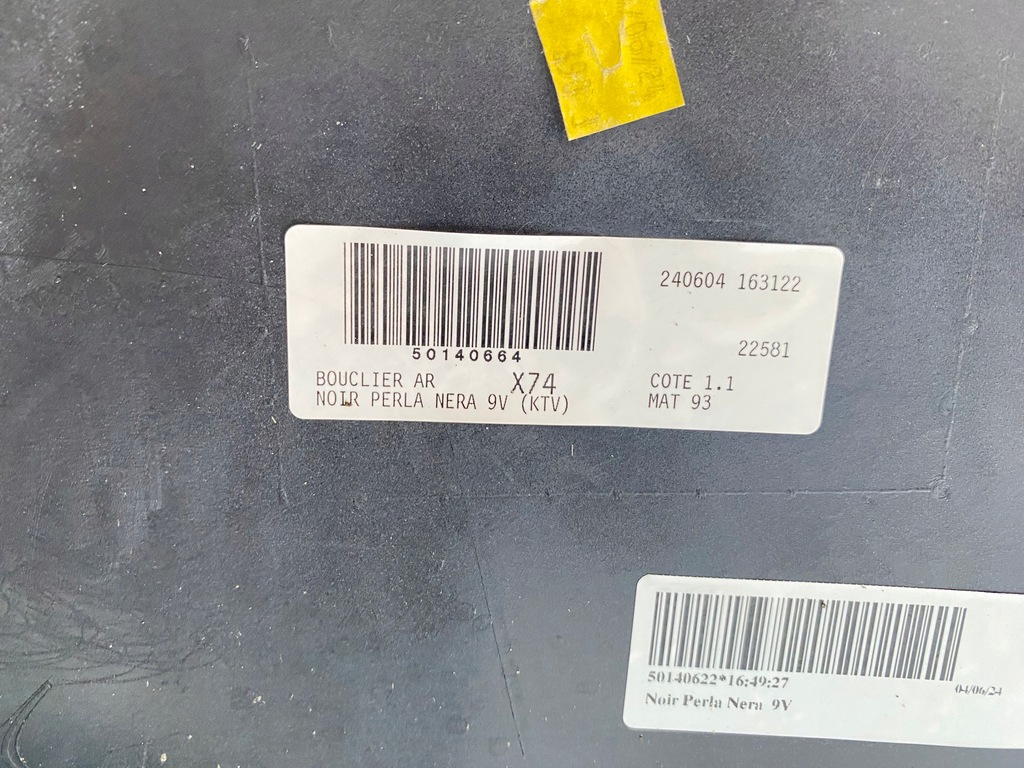 240604 163122
50140664
22581
BOUCLIER AR X74
COTE 1.1
NOIR PERLA NERA 9V (KTV)
MAT 93
50140622*16:49:27
04/06/24
Noir Perla Nera 9V